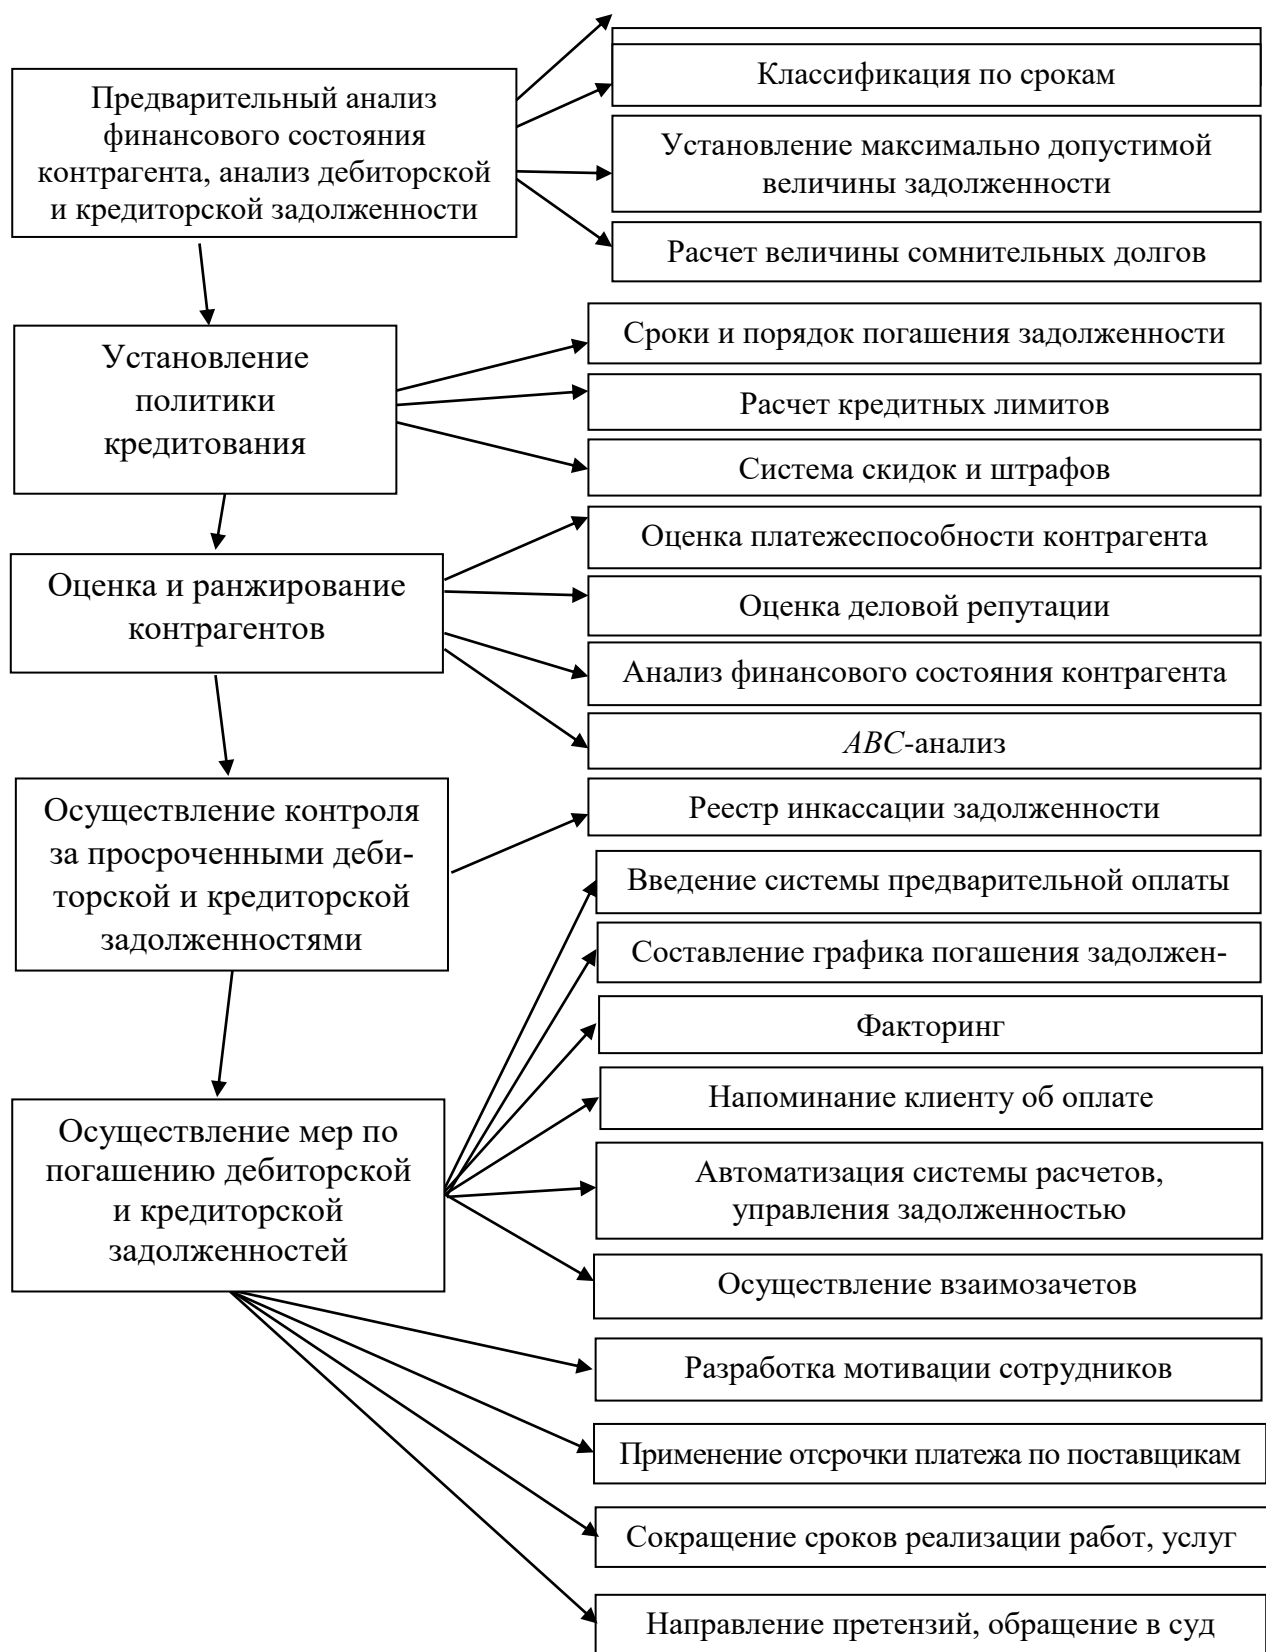 Предварительный анализ
финансового состояния
контрагента, анализ дебиторской
и кредиторской задолженности
Классификация по срокам
Установление максимально допустимой
величины задолженности
Расчет величины сомнительных долгов
Установление
политики
кредитования
Сроки и порядок погашения задолженности
Расчет кредитных лимитов
Система скидок и штрафов
Оценка и ранжирование
контрагентов
Оценка платежеспособности контрагента
Оценка деловой репутации
Анализ финансового состояния контрагента
ABC-анализ
Осуществление контроля
за просроченными деби-
торской и кредиторской
задолженностями
Реестр инкассации задолженности
Осуществление мер по
погашению дебиторской
и кредиторской
задолженностей
Введение системы предварительной оплаты
Составление графика погашения задолжен-
Факторинг
Напоминание клиенту об оплате
Автоматизация системы расчетов,
управления задолженностью
Осуществление взаимозачетов
Разработка мотивации сотрудников
Применение отсрочки платежа по поставщикам
Сокращение сроков реализации работ, услуг
Направление претензий, обращение в суд